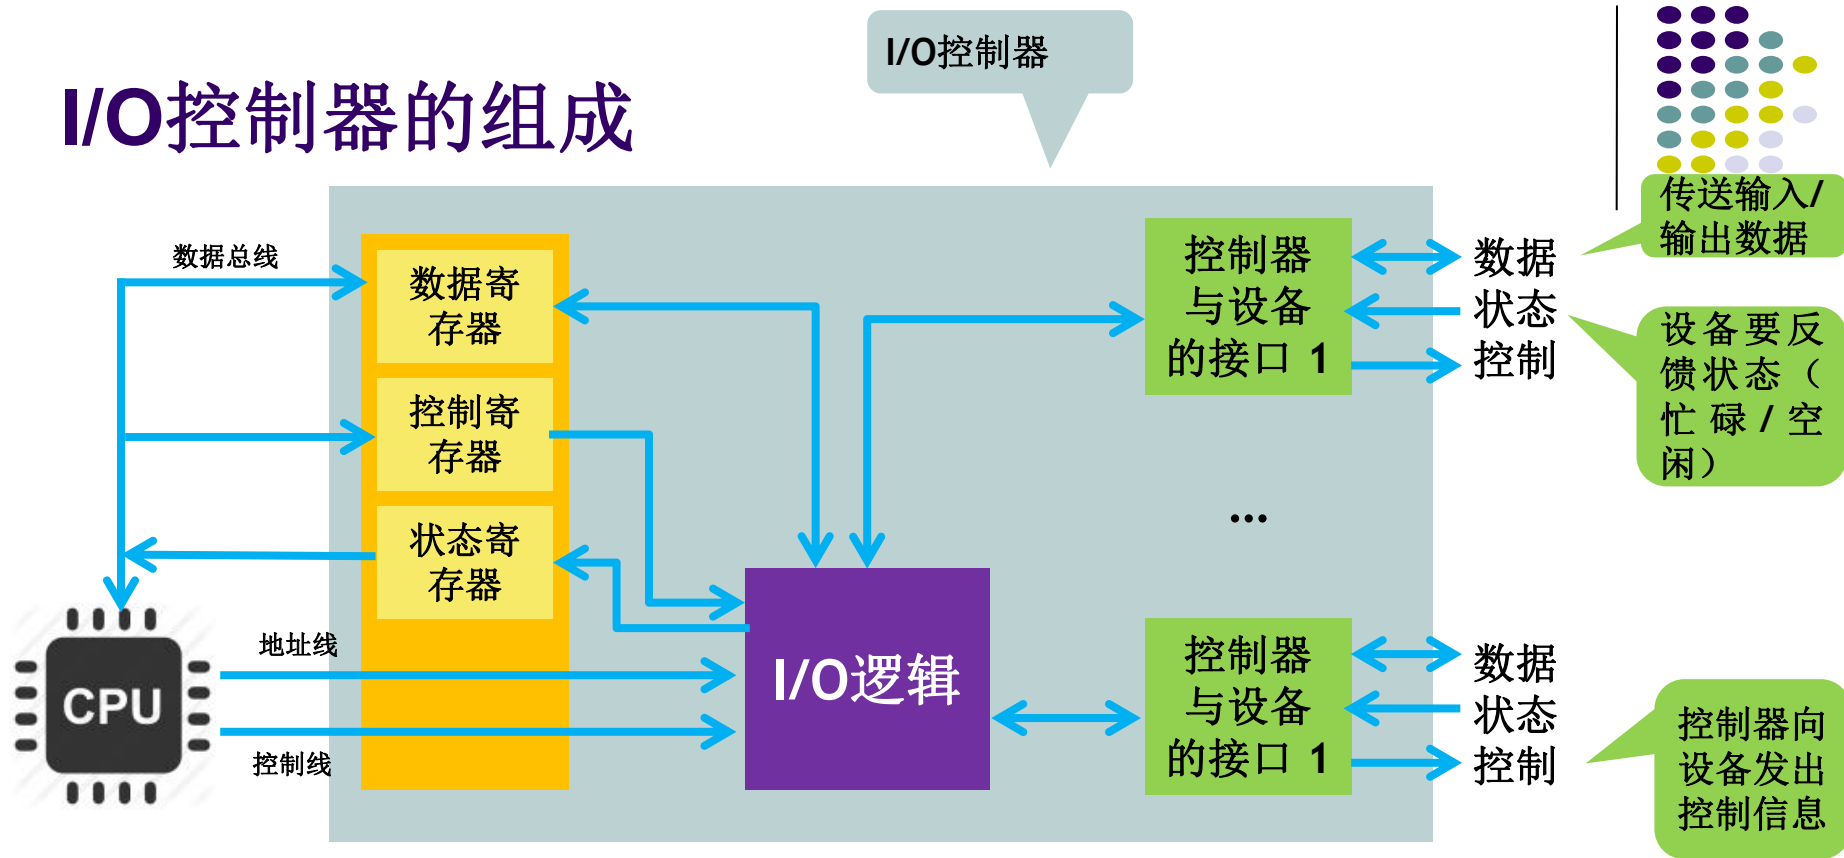 I/O控制器
I/O控制器的组成
传送输入/
输出数据
数据总线
数据寄
存器
控制器
与设备
的接口 1
数据
状态
控制
设备要反
馈状态（
忙碌/空
闲）
控制寄
存器
...
状态寄
存器
地址线
CPU
I/O逻辑
控制线
控制器
与设备
的接口 1
数据
状态
控制
控制器向
设备发出
控制信息